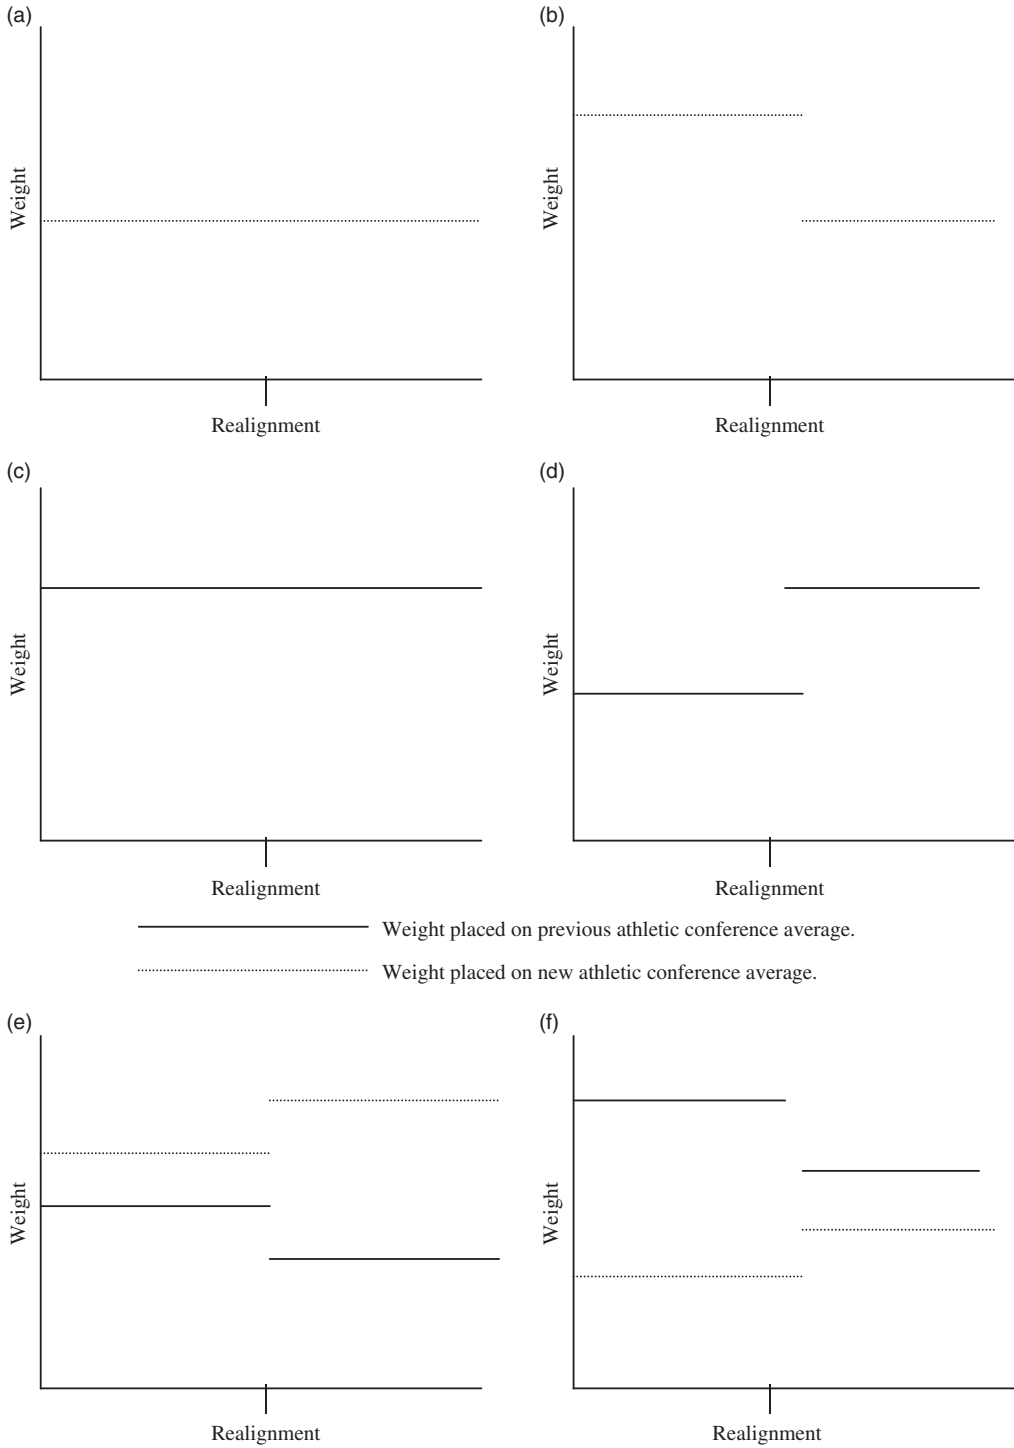 (a)
Weight
Realignment
(b)
Weight
Realignment
(c)
Weight
Realignment
(d)
Weight
Realignment
Weight placed on previous athletic conference average.
Weight placed on new athletic conference average.
(e)
Weight
Realignment
(f)
Weight
Realignment